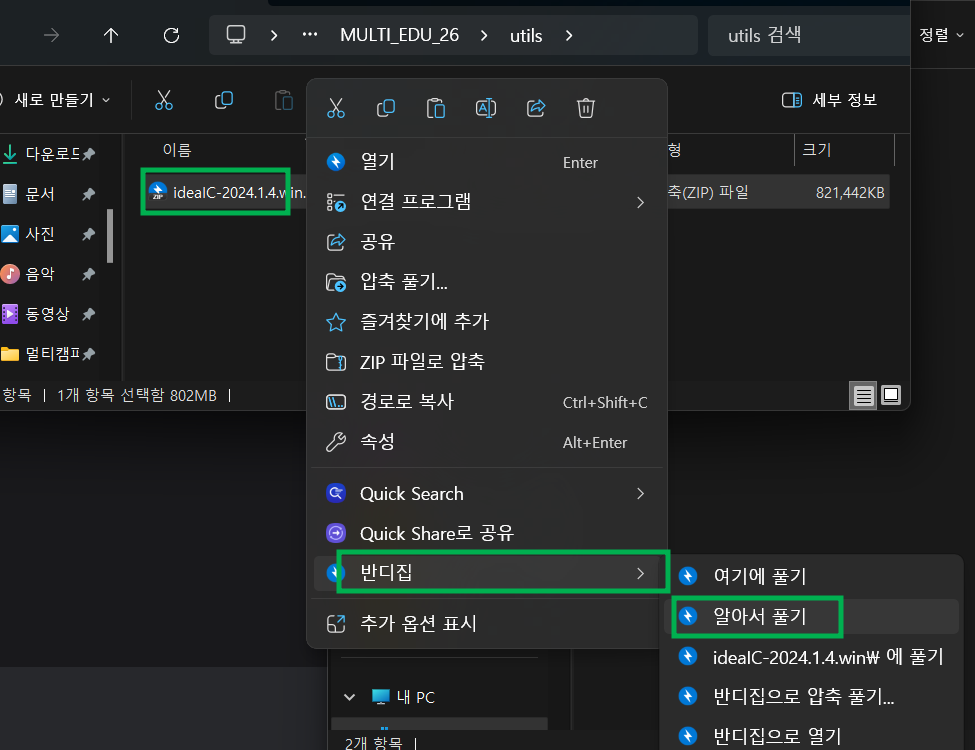 ··· MULTI_EDU_26 utils utils 검색 정렬
새로 만들기 세부 정보
이름 형 크기
다운로드
문서
사진
음악
동영상
멀티캠프
ideaIC-2024.1.4.win. 축(ZIP) 파일 821,442KB
항목 | 1개 항목 선택함 802MB |
열기 Enter
연결 프로그램
공유
압축 풀기...
즐겨찾기에 추가
ZIP 파일로 압축
경로로 복사 Ctrl+Shift+C
속성 Alt+Enter
Quick Search
Quick Share로 공유
반디집
추가 옵션 표시
여기에 풀기
알아서 풀기
ideaIC-2024.1.4.win₩ 에 풀기
반디집으로 압축 풀기...
반디집으로 열기
내 PC
2개 항목 |